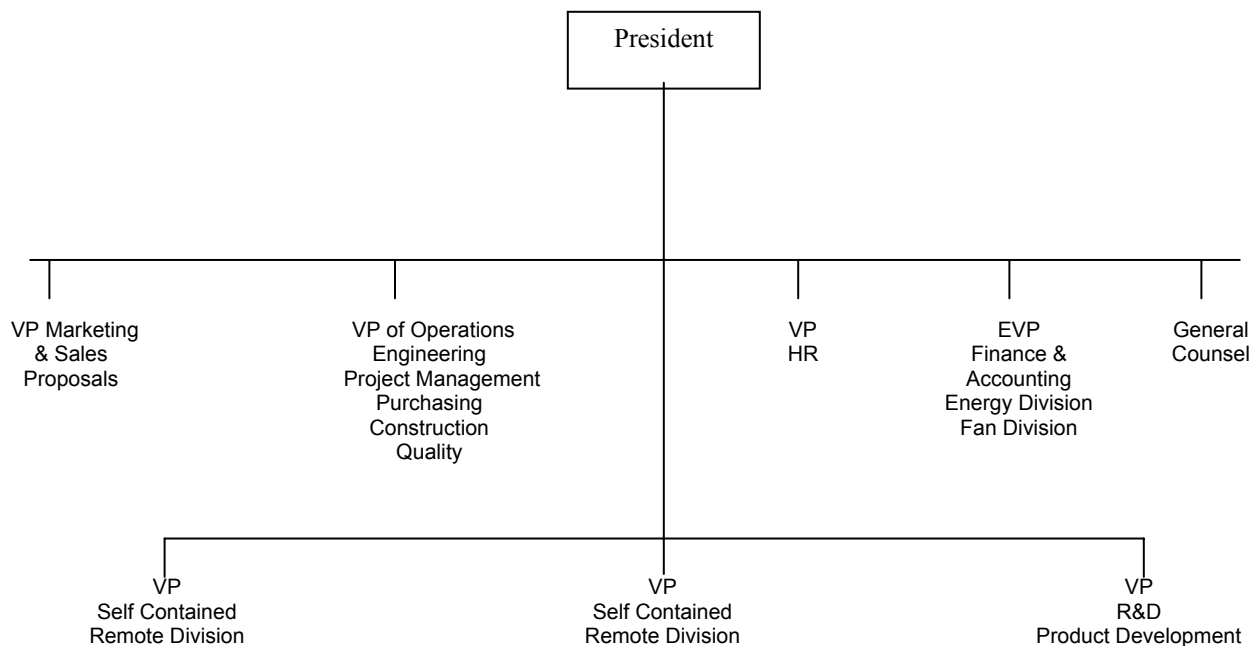 President
VP Marketing
& Sales
Proposals
VP of Operations
Engineering
Project Management
Purchasing
Construction
Quality
VP
HR
EVP
Finance &
Accounting
Energy Division
Fan Division
General
Counsel
VP
Self Contained
Remote Division
VP
Self Contained
Remote Division
VP
R&D
Product Development